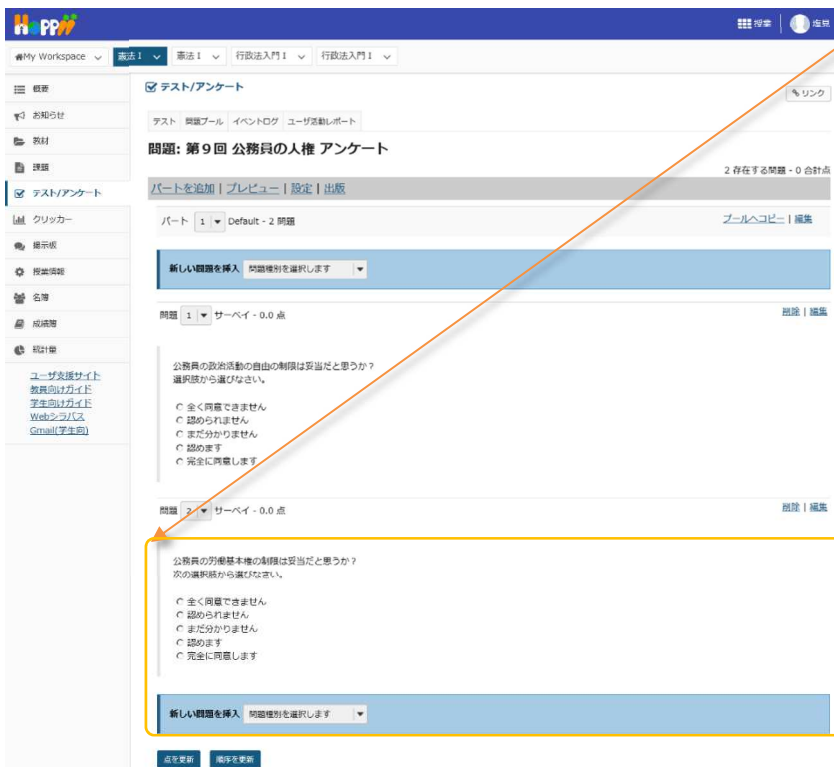 HoppⅡ
授業
塩見
My Workspace
憲法Ⅰ
憲法Ⅰ
行政法入門Ⅰ
行政法入門Ⅰ
概要
お知らせ
教材
課題
テスト/アンケート
クリッカー
掲示板
授業情報
名簿
成績簿
統計量
ユーザ支援サイト
教員向けガイド
学生向けガイド
Webシラバス
Gmail(学生向)
テスト/アンケート
リンク
テスト 問題プール イベントログ ユーザ活動レポート
問題: 第9回 公務員の人権 アンケート
2 存在する問題 - 0 合計点
パートを追加 | プレビュー | 設定 | 出版
パート 1 Default - 2 問題
プールへコピー | 編集
新しい問題を挿入 問題種別を選択します
問題 1 サーベイ - 0.0 点
削除 | 編集
公務員の政治活動の自由の制限は妥当だと思うか?
選択肢から選びなさい。
全く同意できません
認められません
まだ分かりません
認めます
完全に同意します
問題 2 サーベイ - 0.0 点
削除 | 編集
公務員の労働基本権の制限は妥当だと思うか?
次の選択肢から選びなさい。
全く同意できません
認められません
まだ分かりません
認めます
完全に同意します
新しい問題を挿入 問題種別を選択します
点を更新 順序を更新